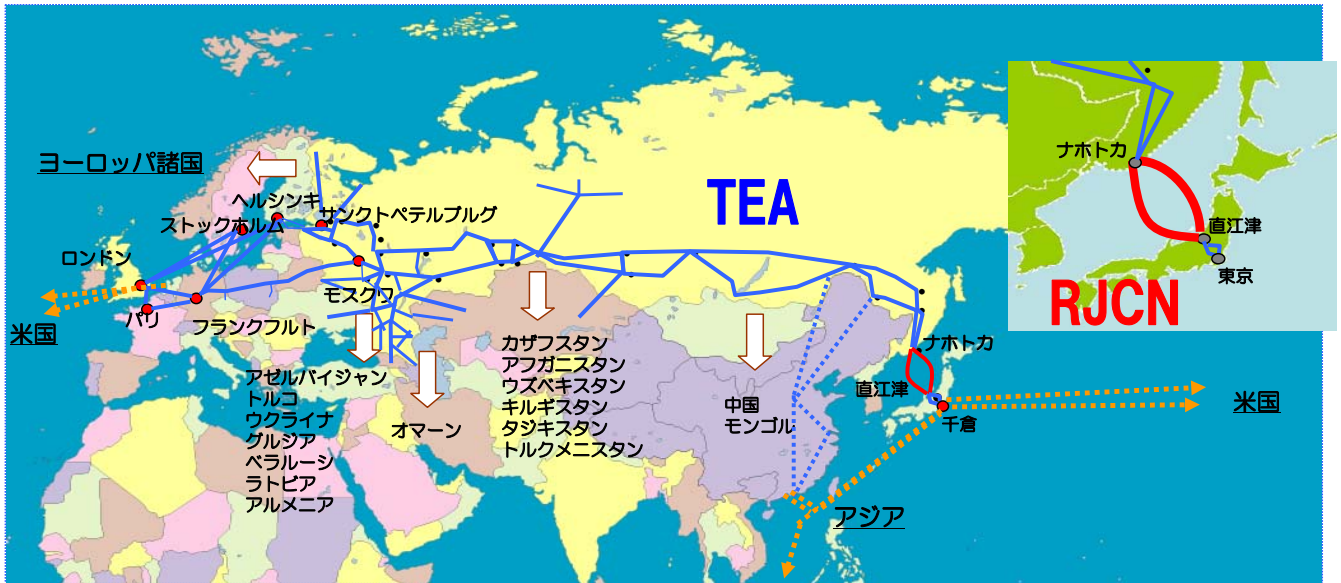 ヨーロッパ諸国
TEA
ヘルシンキ
サンクトペテルブルグ
ストックホルム
ロンドン
モスクワ
パリ
フランクフルト
米国
アゼルバイジャン
トルコ
ウクライナ
グルジア
ベラルーシ
ラトビア
アルメニア
オマーン
カザフスタン
アフガニスタン
ウズベキスタン
キルギスタン
タジキスタン
トルクメニスタン
中国
モンゴル
ナホトカ
直江津
千倉
米国
アジア
ナホトカ
直江津
東京
RJCN